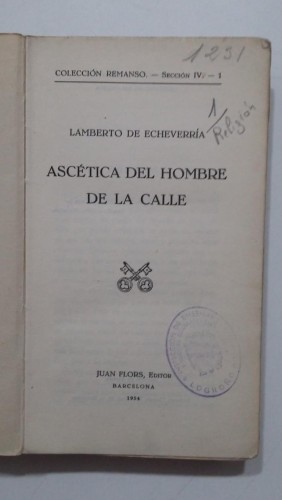 1231
COLECCIÓN REMANSO. — SECCIÓN IV/ — 1
1/
Religión
LAMBERTO DE ECHEVERRÍA
ASCÉTICA DEL HOMBRE
DE LA CALLE
JUAN FLORS, EDITOR
BARCELONA
1954
LOGROÑO